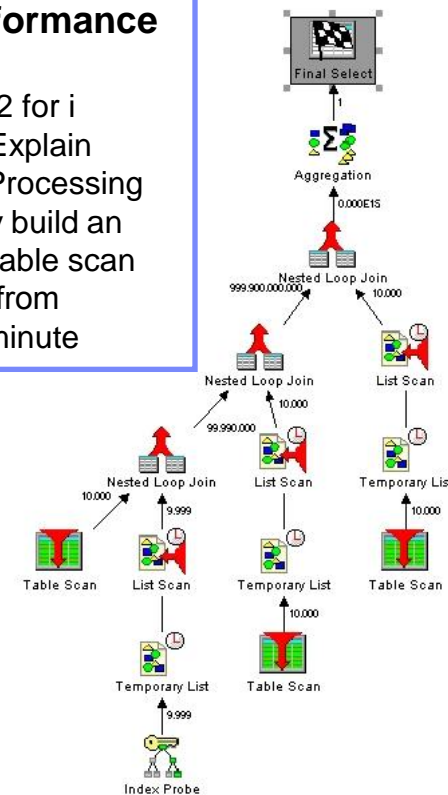 formance
2 for i
Explain
Processing
build an
table scan
from
minute
Final Select
1
Aggregation
0.000E1S
Nested Loop Join
999.900.000.000
10.000
Nested Loop Join
List Scan
99.990.000
10.000
Nested Loop Join
List Scan
Temporary List
10.000
9.999
10.000
Table Scan
List Scan
Temporary List
Table Scan
10.000
Temporary List
Table Scan
9.999
Index Probe